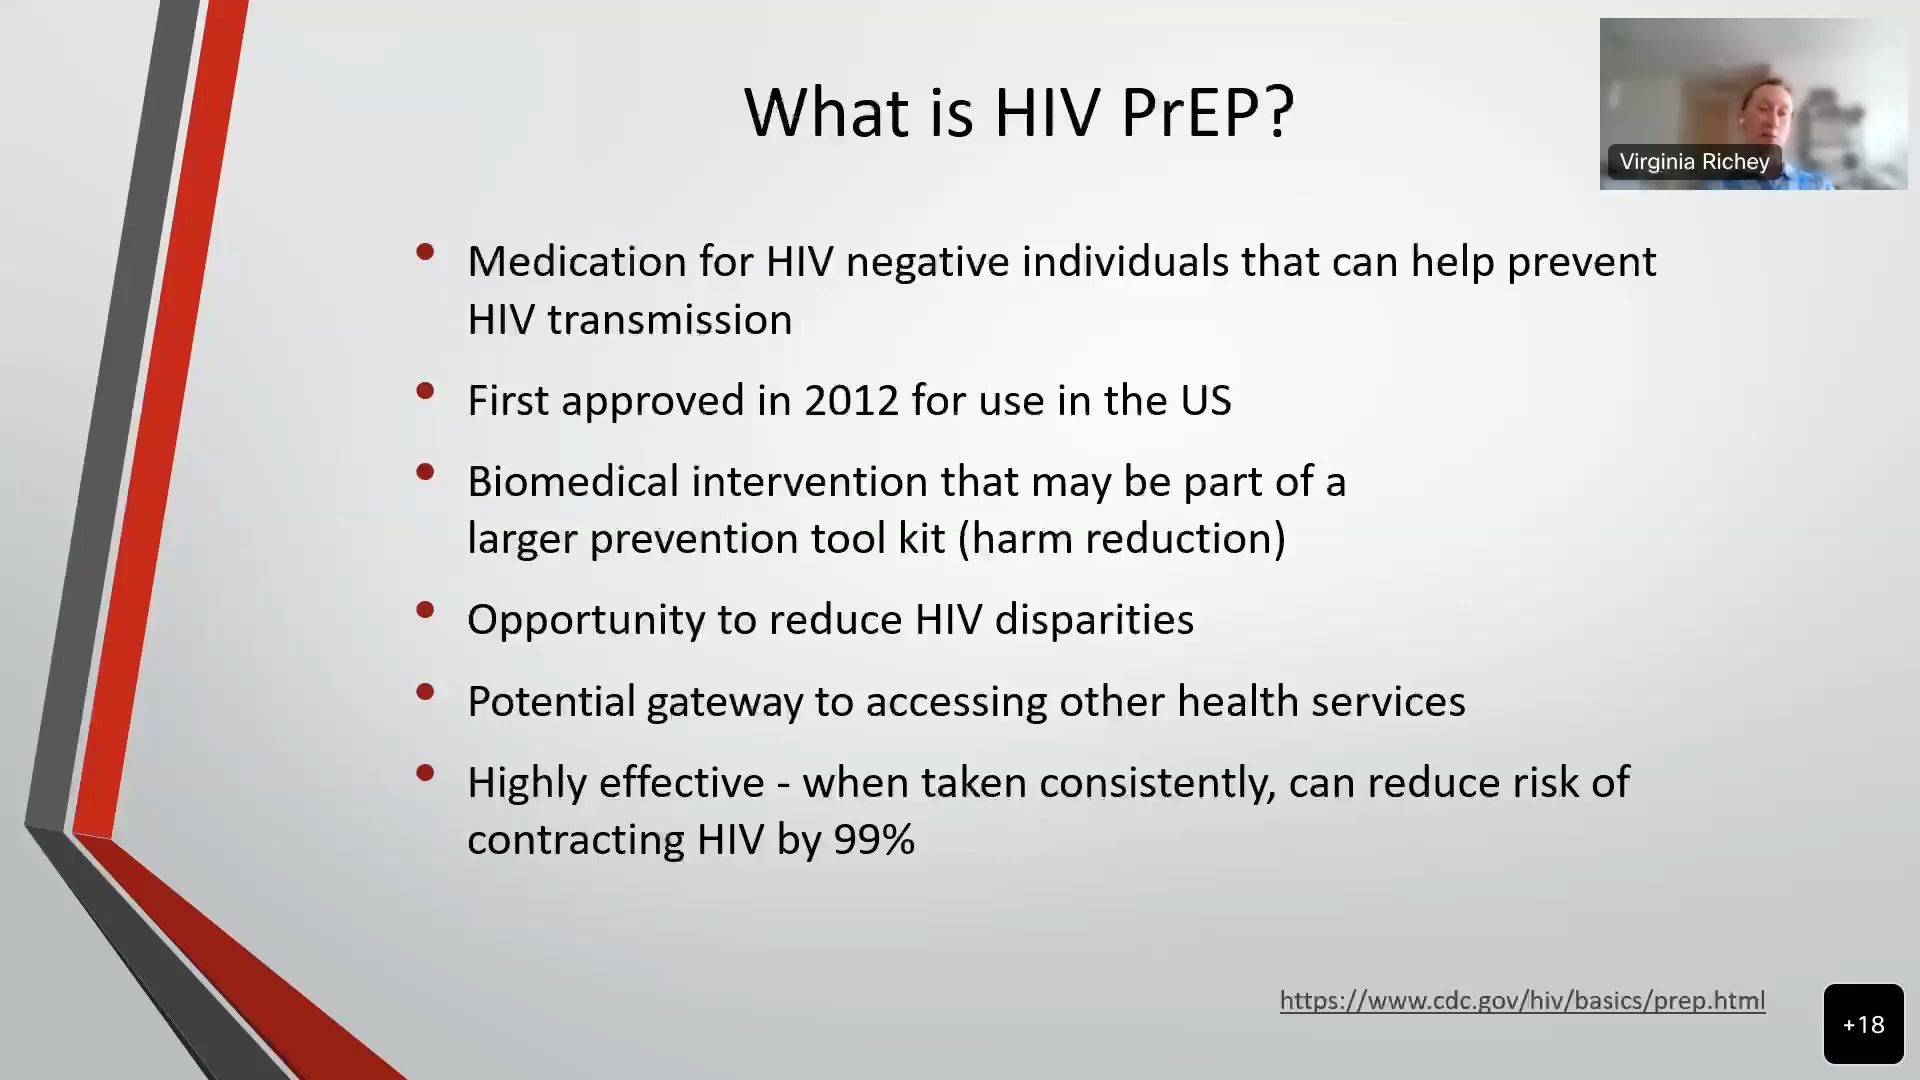 What is HIV PrEP?
Virginia Richey
• Medication for HIV negative individuals that can help prevent
HIV transmission
• First approved in 2012 for use in the US
• Biomedical intervention that may be part of a
larger prevention tool kit (harm reduction)
• Opportunity to reduce HIV disparities
• Potential gateway to accessing other health services
• Highly effective - when taken consistently, can reduce risk of
contracting HIV by 99%
https://www.cdc.gov/hiv/basics/prep.html
+18